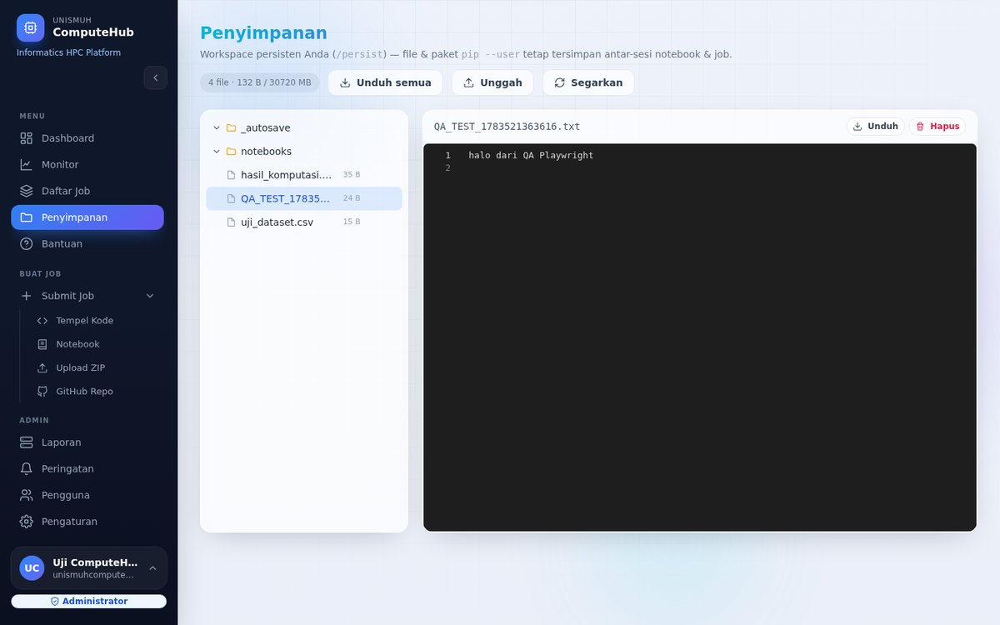 UNISMUH
ComputeHub
Informatics HPC Platform
MENU
Dashboard
Monitor
Daftar Job
Penyimpanan
Bantuan
BUAT JOB
Submit Job
Tempel Kode
Notebook
Upload ZIP
GitHub Repo
ADMIN
Laporan
Peringatan
Pengguna
Pengaturan
UC
Uji ComputeH...
unismuhcompute...
Administrator
Penyimpanan
Workspace persisten Anda (/persist) — file & paket pip --user tetap tersimpan antar-sesi notebook & job.
4 file · 132 B / 30720 MB
Unduh semua
Unggah
Segarkan
_autosave
notebooks
hasil_komputasi.... 35 B
QA_TEST_17835... 24 B
uji_dataset.csv 15 B
QA_TEST_1783521363616.txt
Unduh
Hapus
1 halo dari QA Playwright
2